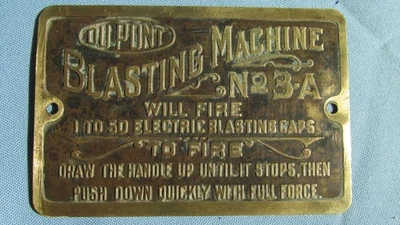 DU PONT
BLASTING MACHINE
No 3-A
WILL FIRE
1 TO 50 ELECTRIC BLASTING CAPS
"TO FIRE"
DRAW THE HANDLE UP UNTIL IT STOPS, THEN
PUSH DOWN QUICKLY WITH FULL FORCE.